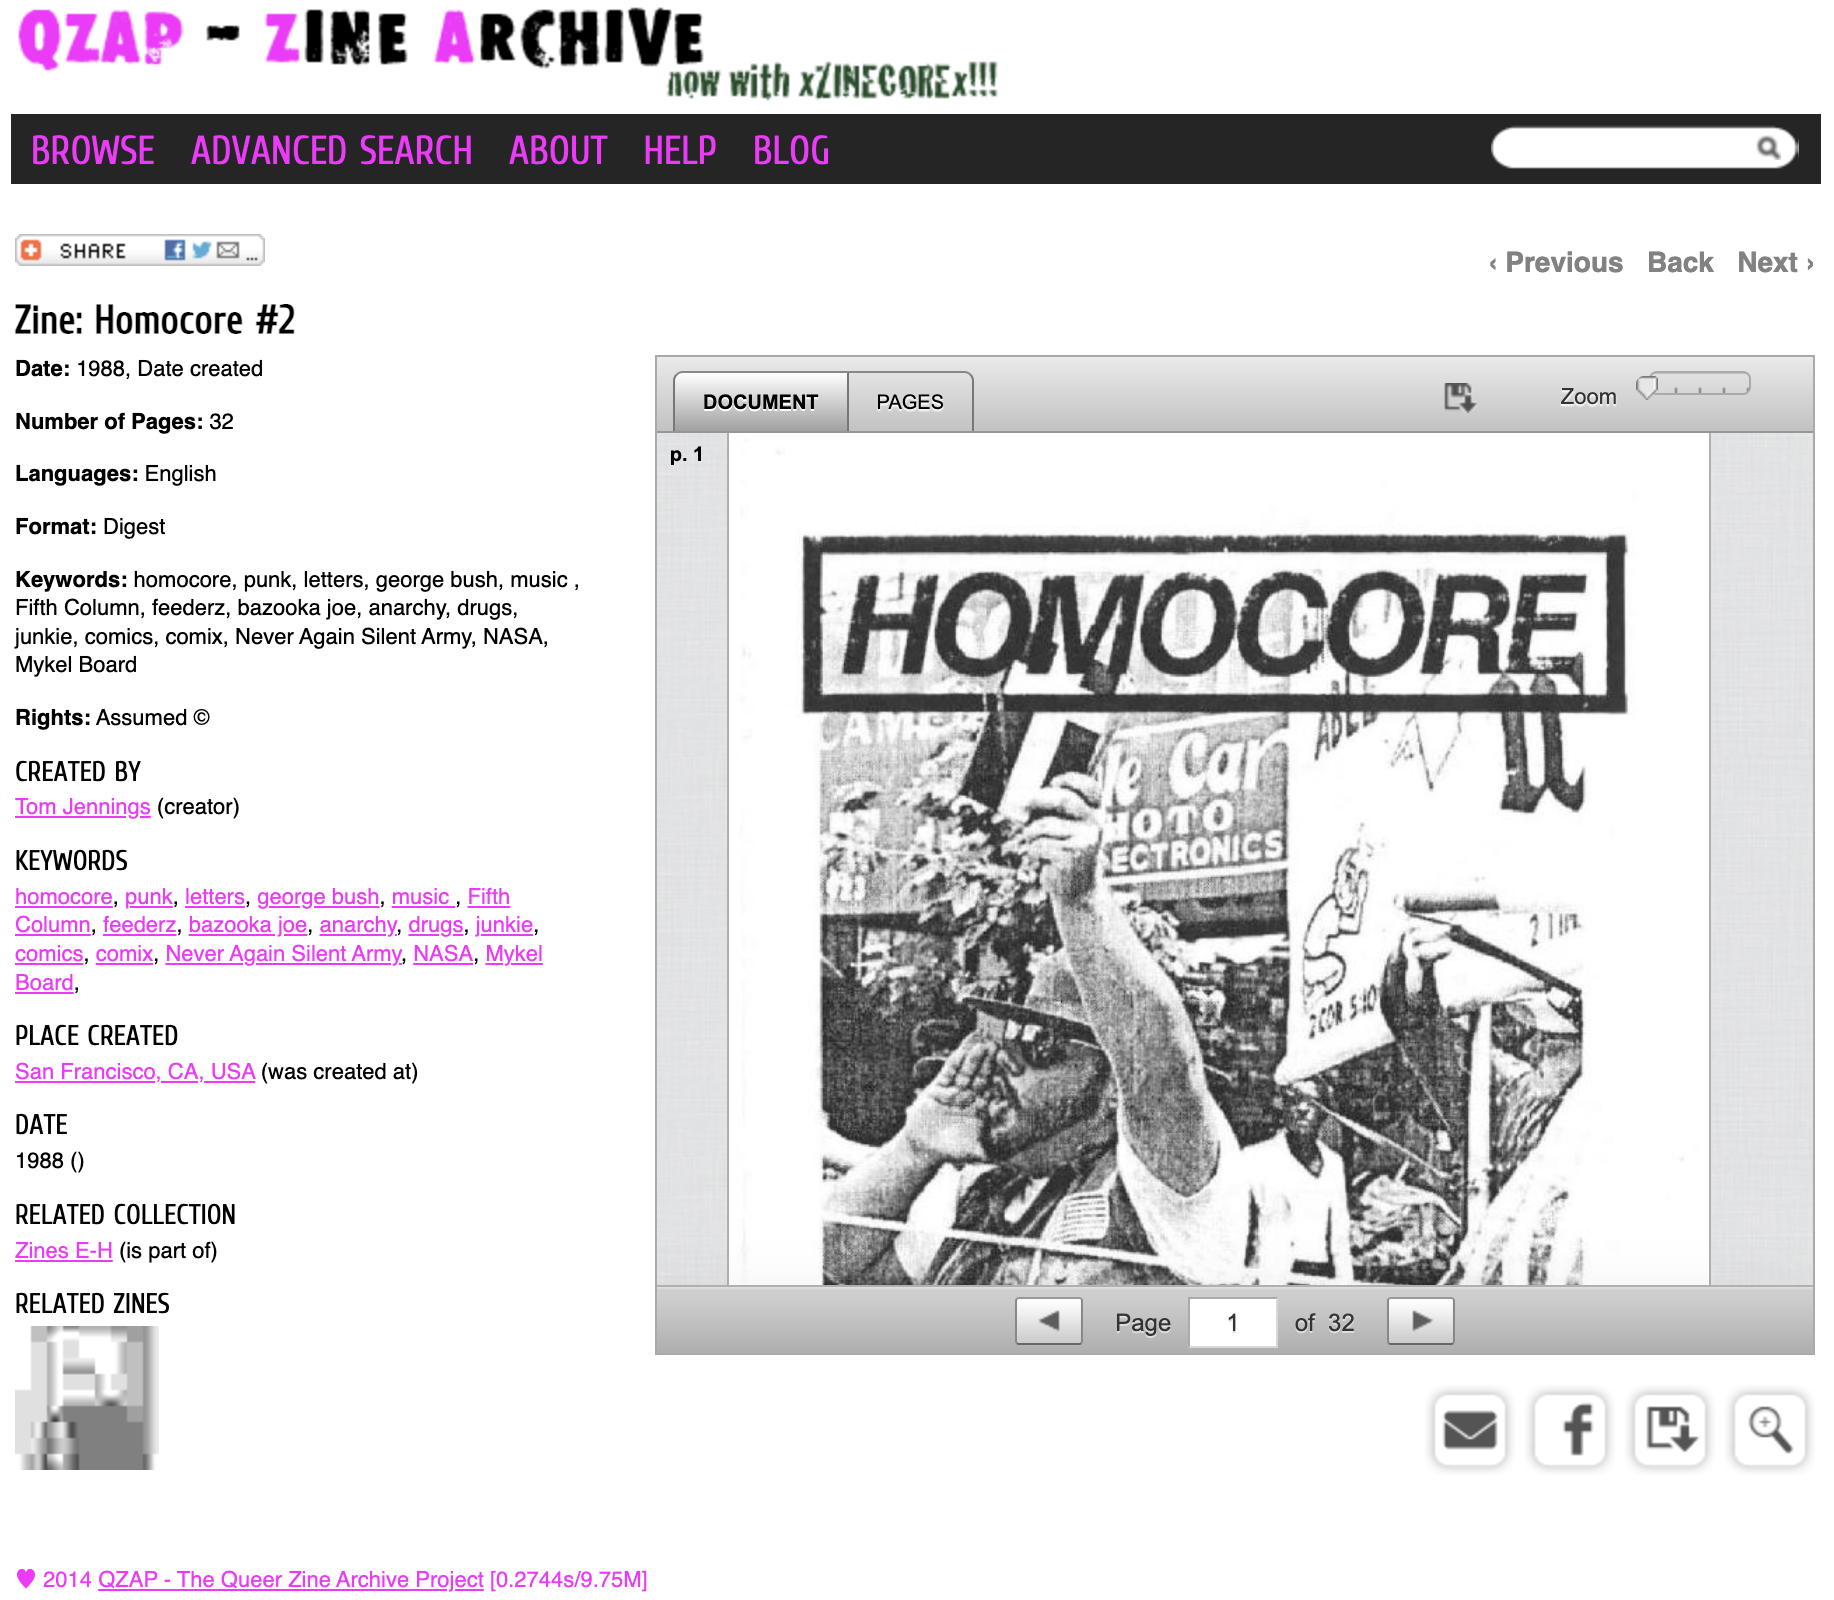 QZAP - ZINE ARCHIVE
now with xZINECOREx!!!
BROWSE ADVANCED SEARCH ABOUT HELP BLOG
SHARE ...
‹ Previous Back Next ›
Zine: Homocore #2
Date: 1988, Date created
Number of Pages: 32
Languages: English
Format: Digest
Keywords: homocore, punk, letters, george bush, music ,
Fifth Column, feederz, bazooka joe, anarchy, drugs,
junkie, comics, comix, Never Again Silent Army, NASA,
Mykel Board
Rights: Assumed ©
CREATED BY
Tom Jennings (creator)
KEYWORDS
homocore, punk, letters, george bush, music , Fifth
Column, feederz, bazooka joe, anarchy, drugs, junkie,
comics, comix, Never Again Silent Army, NASA, Mykel
Board,
PLACE CREATED
San Francisco, CA, USA (was created at)
DATE
1988 ()
RELATED COLLECTION
Zines E-H (is part of)
RELATED ZINES
DOCUMENT PAGES
Zoom
p. 1
HOMOCORE
CAME
le Car
HOTO
ECTRONICS
Page 1 of 32
♥ 2014 QZAP - The Queer Zine Archive Project [0.2744s/9.75M]